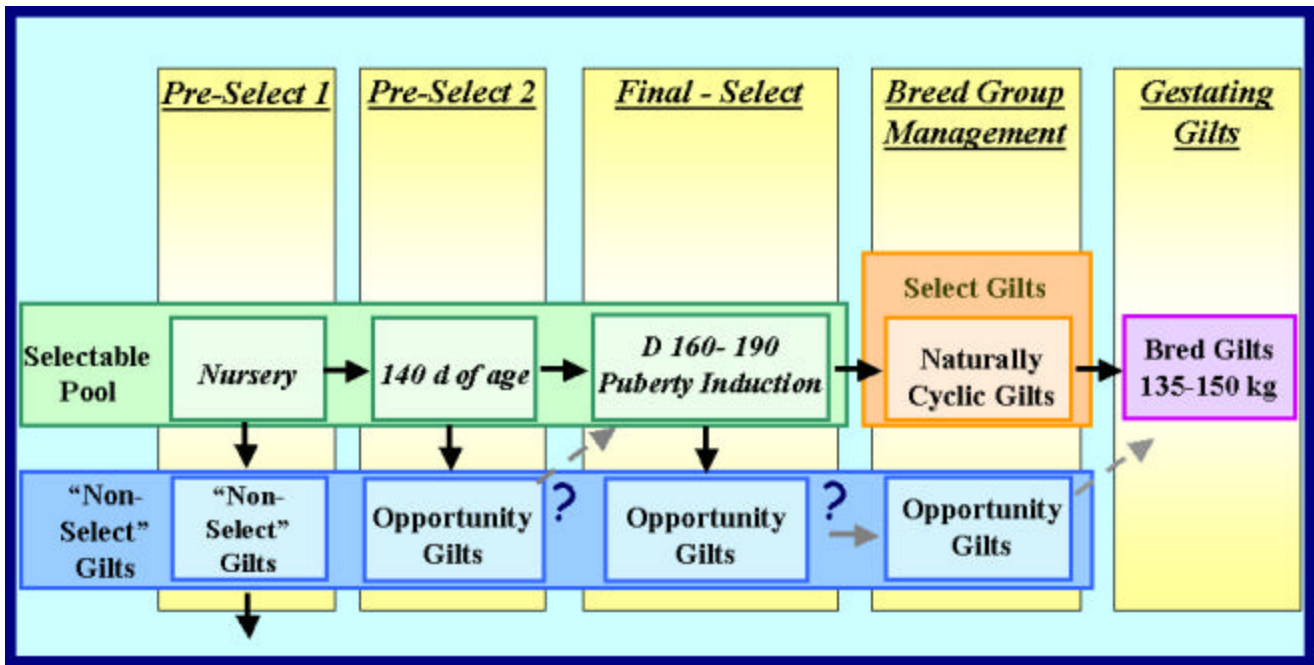 Pre-Select 1
Pre-Select 2
Final - Select
Breed Group
Management
Gestating
Gilts
Selectable
Pool
Nursery
140 d of age
D 160- 190
Puberty Induction
Select Gilts
Naturally
Cyclic Gilts
Bred Gilts
135-150 kg
“Non-
Select”
Gilts
“Non-
Select”
Gilts
Opportunity
Gilts
?
Opportunity
Gilts
?
Opportunity
Gilts